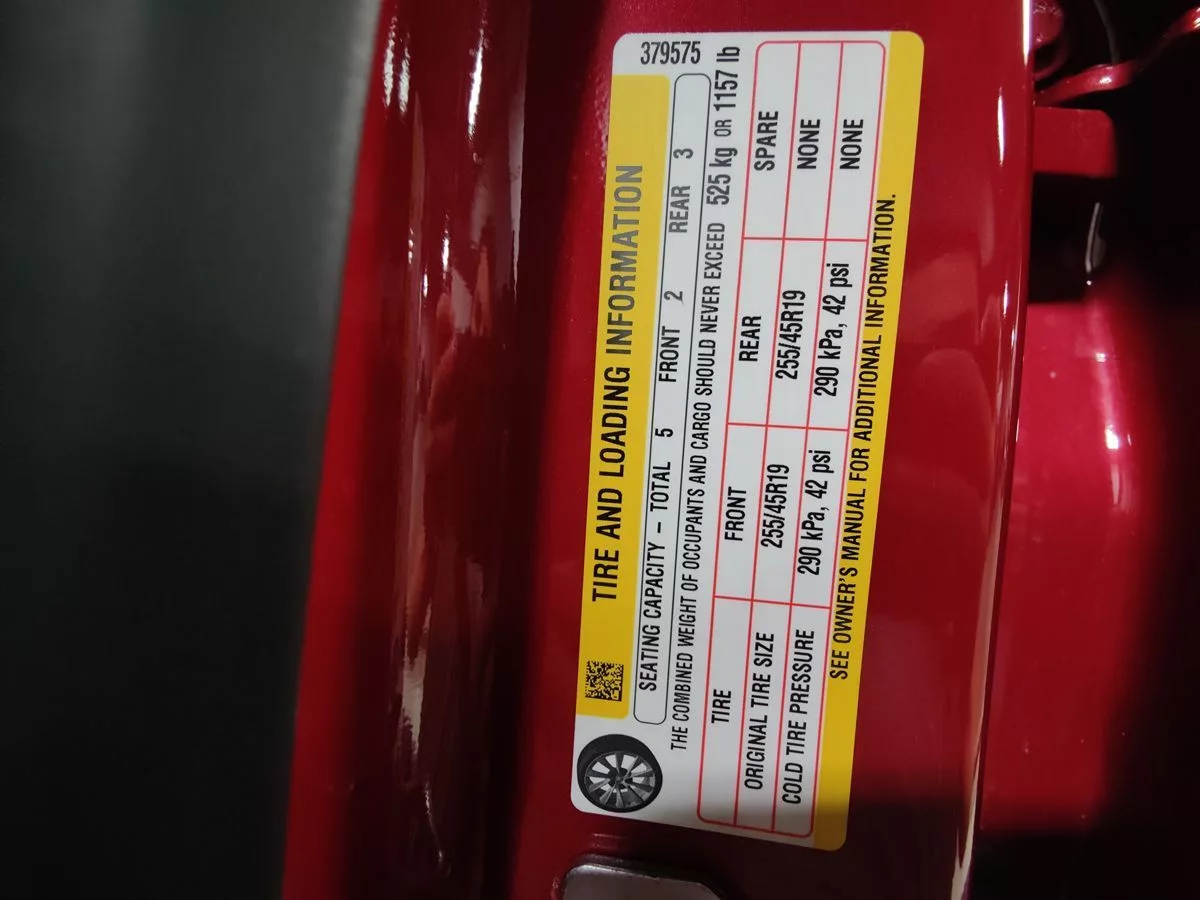 379575
TIRE AND LOADING INFORMATION
SEATING CAPACITY – TOTAL 5 FRONT 2 REAR 3
THE COMBINED WEIGHT OF OCCUPANTS AND CARGO SHOULD NEVER EXCEED 525 kg OR 1157 lb
TIRE FRONT REAR SPARE
ORIGINAL TIRE SIZE 255/45R19 255/45R19 NONE
COLD TIRE PRESSURE 290 kPa, 42 psi 290 kPa, 42 psi NONE
SEE OWNER'S MANUAL FOR ADDITIONAL INFORMATION.